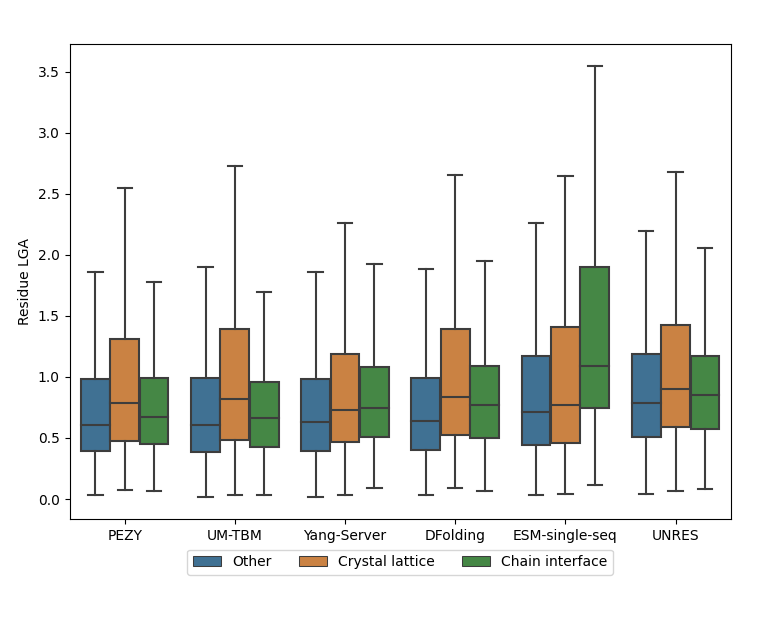 3.5
3.0
2.5
2.0
1.5
1.0
0.5
0.0
Residue LGA
PEZY UM-TBM Yang-Server DFolding ESM-single-seq UNRES
Other Crystal lattice Chain interface